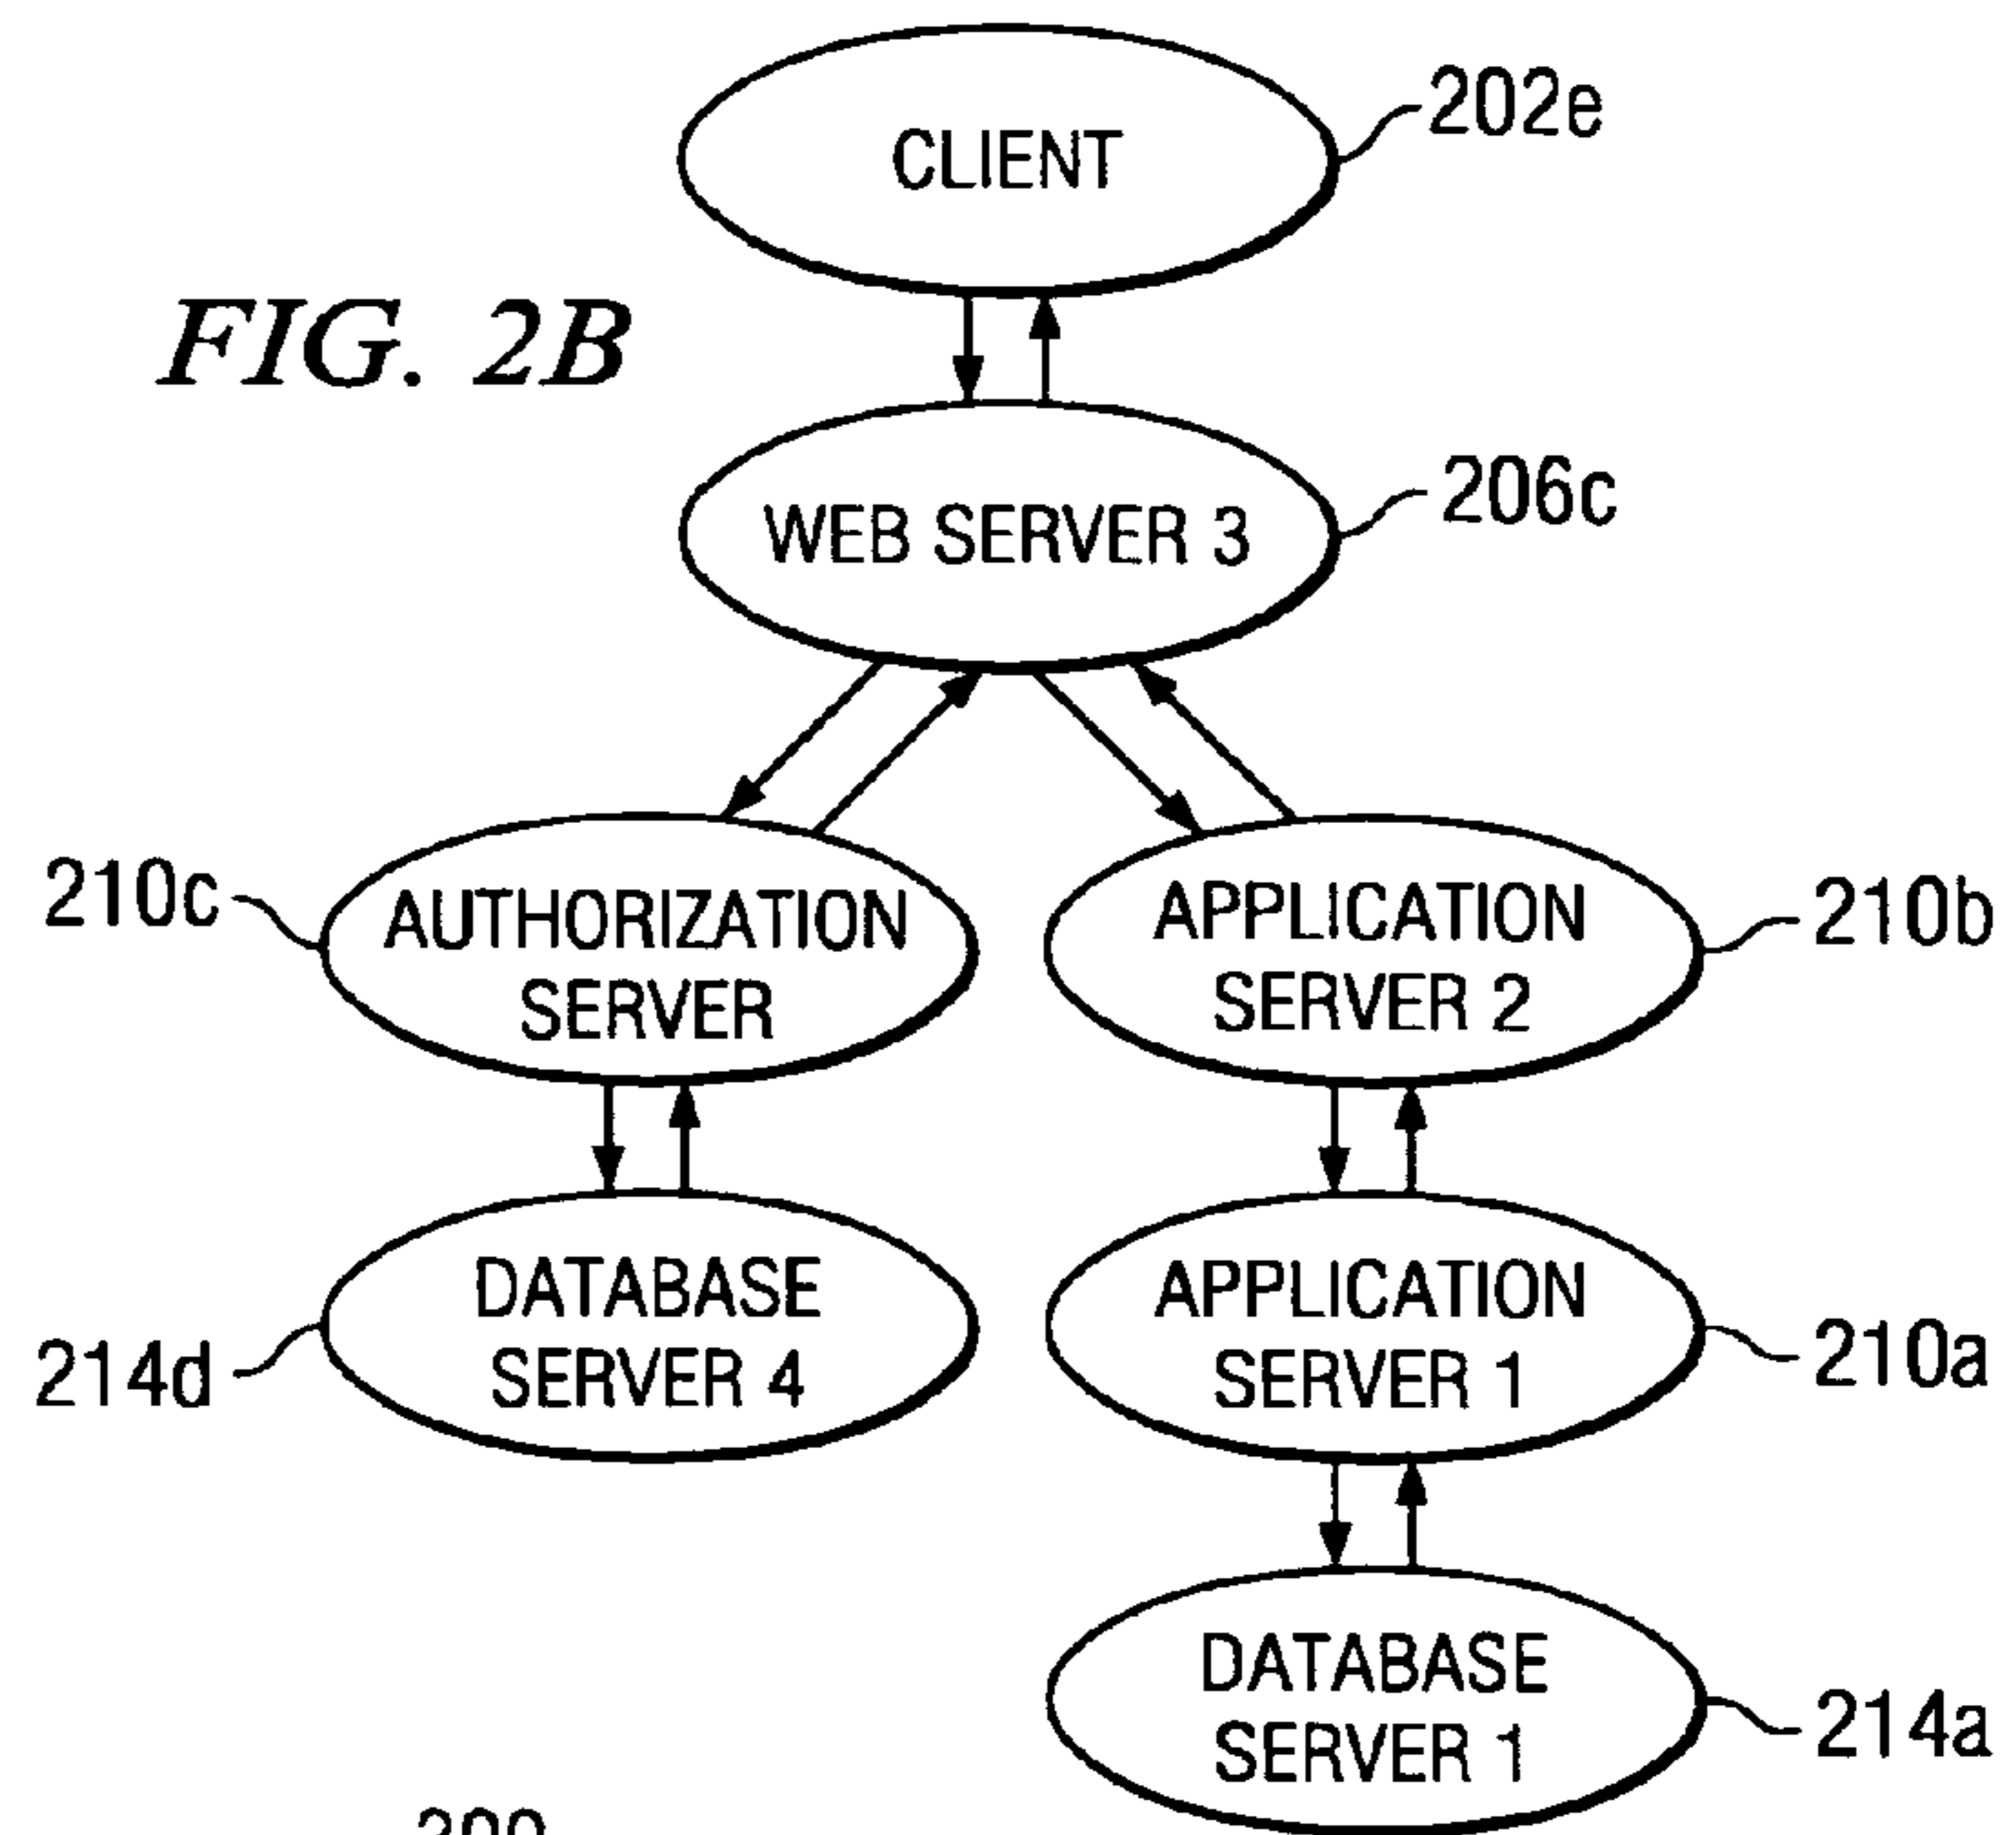 CLIENT
202e
FIG. 2B
WEB SERVER 3
206c
210c
AUTHORIZATION
SERVER
APPLICATION
SERVER 2
210b
214d
DATABASE
SERVER 4
APPLICATION
SERVER 1
210a
DATABASE
SERVER 1
214a